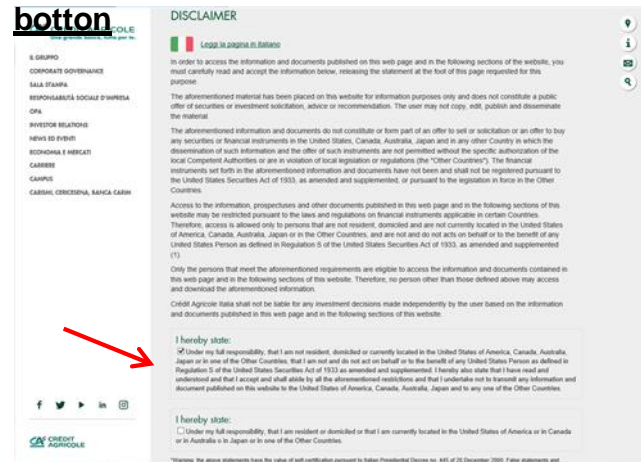 botton
COLE
DISCLAIMER
Leggi la pagina in italiano
IL GRUPPO
CORPORATE GOVERNANCE
SALA STAMPA
RESPONSABILITÀ SOCIALE D'IMPRESA
OPA
INVESTOR RELATIONS
NEWS ED EVENTI
ECONOMIA E MERCATI
CARRIERE
CAMPUS
CARISMI, CERICESENA, BANCA CARIM
In order to access the information and documents published on this web page and in the following sections of the website, you
must carefully read and accept the information below, releasing the statement at the foot of this page requested for this
purpose.
The aforementioned material has been placed on this website for information purposes only and does not constitute a public
offer of securities or investment solicitation, advice or recommendation. The user may not copy, edit, publish and disseminate
the material.
The aforementioned information and documents do not constitute or form part of an offer to sell or solicitation or an offer to buy
any securities or financial instruments in the United States, Canada, Australia, Japan and in any other Country in which the
dissemination of such information and the offer of such instruments are not permitted without the specific authorization of the
local Competent Authorities or are in violation of local legislation or regulations (the "Other Countries"). The financial
instruments set forth in the aforementioned information and documents have not been and shall not be registered pursuant to
the United States Securities Act of 1933, as amended and supplemented, or pursuant to the legislation in force in the Other
Countries.
Access to the information, prospectuses and other documents published in this web page and in the following sections of this
website may be restricted pursuant to the laws and regulations on financial instruments applicable in certain Countries.
Therefore, access is allowed only to persons that are not resident, domiciled and are not currently located in the United States
of America, Canada, Australia, Japan or in the Other Countries, and are not and do not acts on behalf or to the benefit of any
United States Person as defined in Regulation S of the United States Securities Act of 1933, as amended and supplemented
(1).
Only the persons that meet the aforementioned requirements are eligible to access the information and documents contained in
this web page and in the following sections of this website. Therefore, no person other than those defined above may access
and download the aforementioned information.
Crédit Agricole Italia shall not be liable for any investment decisions made independently by the user based on the information
and documents published in this web page and in the following sections of this website.
I hereby state:
Under my full responsibility, that I am not resident, domiciled or currently located in the United States of America, Canada, Australia,
Japan or in one of the Other Countries, that I am not and do not act on behalf or to the benefit of any United States Person as defined in
Regulation S of the United States Securities Act of 1933 as amended and supplemented. I hereby also state that I have read and
understood and that I accept and shall abide by all the aforementioned restrictions and that I undertake not to transmit any information and
document published on this website to the United States of America, Canada, Australia, Japan and to any one of the Other Countries.
I hereby state:
Under my full responsibility, that I am resident or domiciled or that I am currently located in the United States of America or in Canada
or in Australia o in Japan or in one of the Other Countries.
CRÉDIT
AGRICOLE
*Warning: the above statements have the value of self-certification pursuant to Italian Presidential Decree no. 445 of 28 December 2000. False statements and